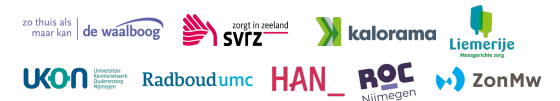 zo thuis als
maar kan
de waalboog
zorgt in zeeland
svrz
kalorama
Liemerije
Mensgerichte zorg
UKON
Universitair
Kennisnetwerk
Ouderenzorg
Nijmegen
Radboudumc
HAN_
ROC
Nijmegen
ZonMw